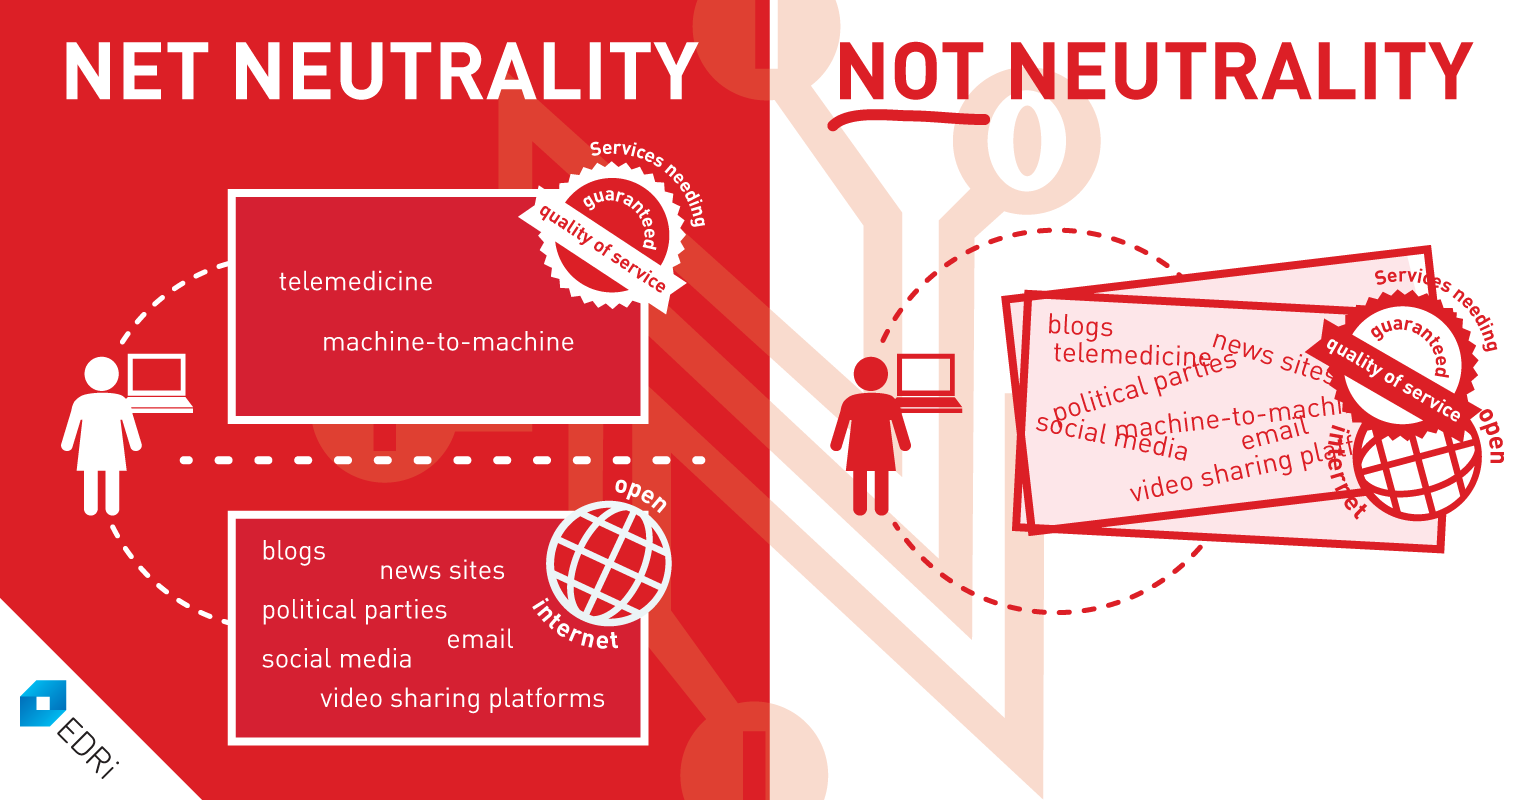 NET NEUTRALITY
Services needing
guaranteed
quality of service
telemedicine
machine-to-machine
open
internet
blogs
news sites
political parties
email
social media
video sharing platforms
EDRi
NOT NEUTRALITY
Services needing
guaranteed
quality of service
blogs
telemedicine
news sites
political parties
machine-to-machi
social media
email
video sharing platf
open
internet